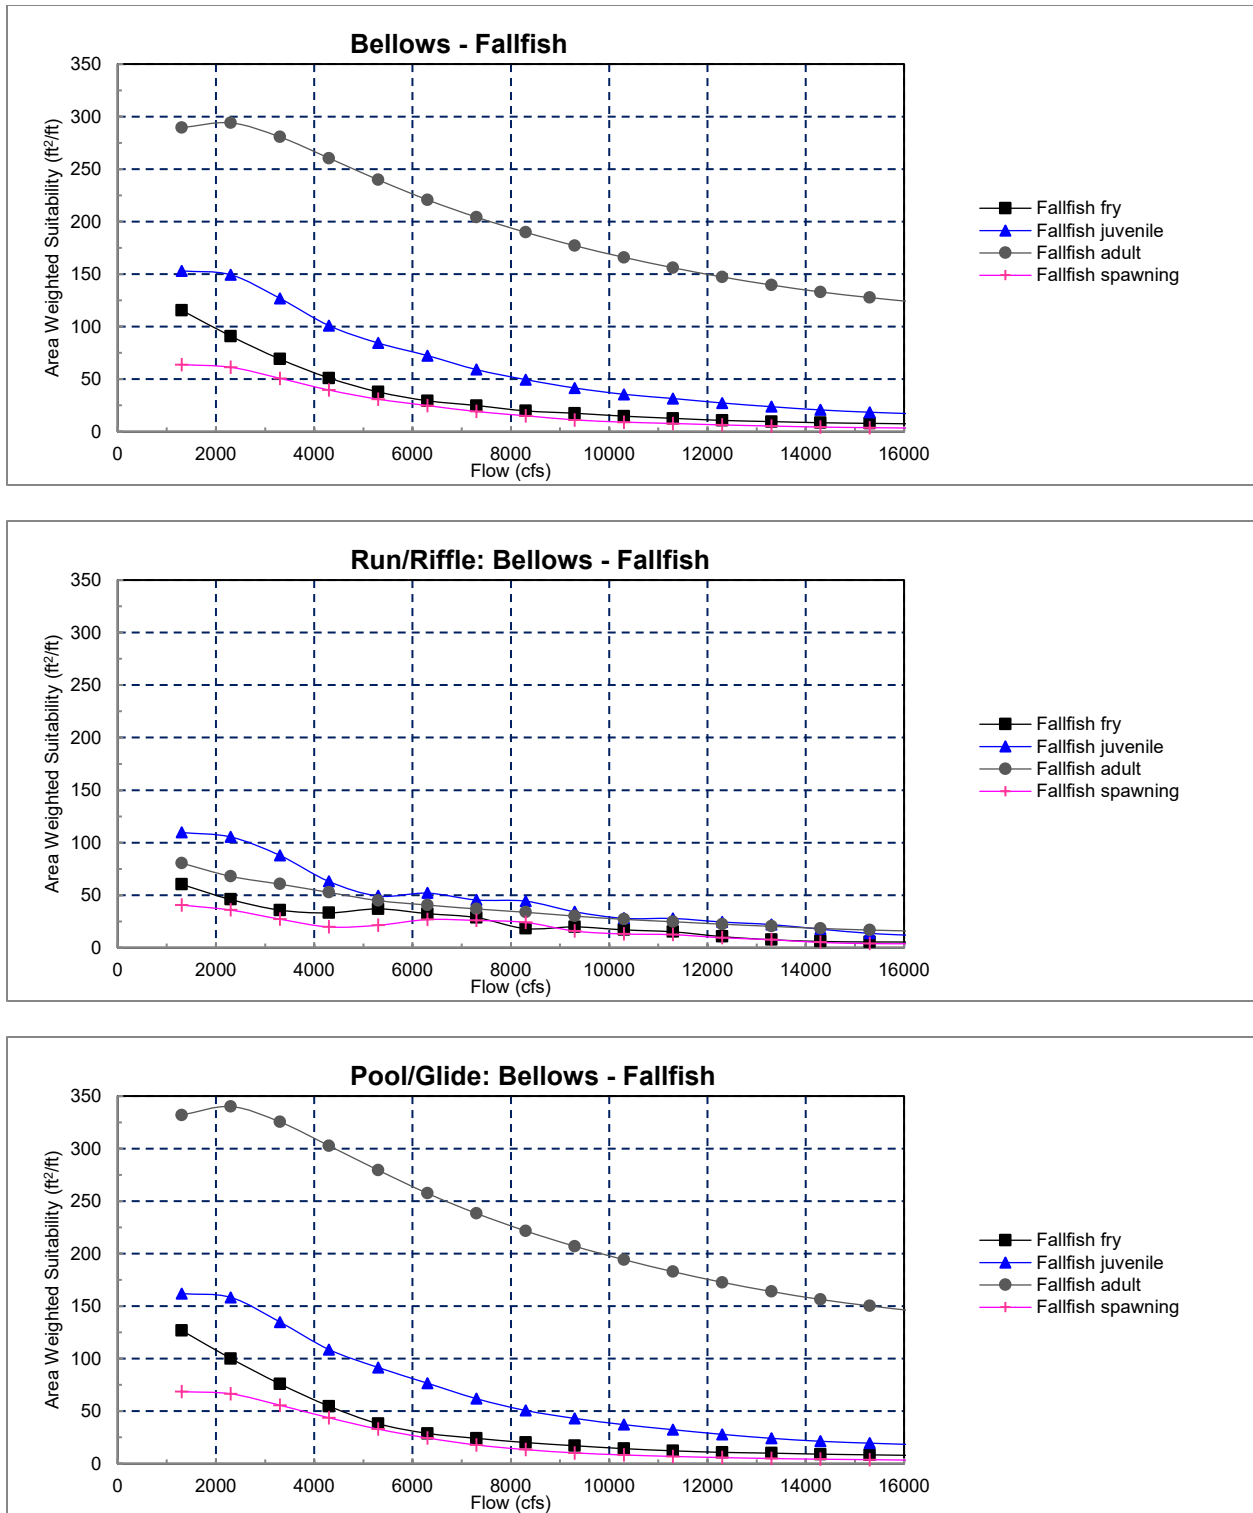 Bellows - Fallfish
350
300
250
200
150
100
50
0
Area Weighted Suitability (ft²/ft)
0 2000 4000 6000 8000 10000 12000 14000 16000
Flow (cfs)
Fallfish fry
Fallfish juvenile
Fallfish adult
Fallfish spawning
Run/Riffle: Bellows - Fallfish
350
300
250
200
150
100
50
0
Area Weighted Suitability (ft²/ft)
0 2000 4000 6000 8000 10000 12000 14000 16000
Flow (cfs)
Fallfish fry
Fallfish juvenile
Fallfish adult
Fallfish spawning
Pool/Glide: Bellows - Fallfish
350
300
250
200
150
100
50
0
Area Weighted Suitability (ft²/ft)
0 2000 4000 6000 8000 10000 12000 14000 16000
Flow (cfs)
Fallfish fry
Fallfish juvenile
Fallfish adult
Fallfish spawning